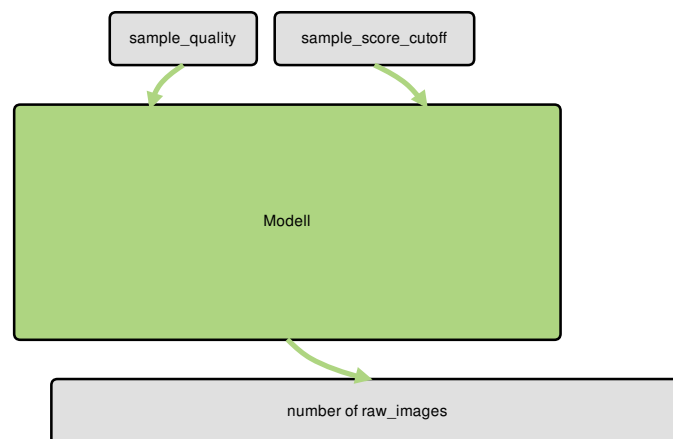 sample_quality
sample_score_cutoff
Modell
number of raw_images